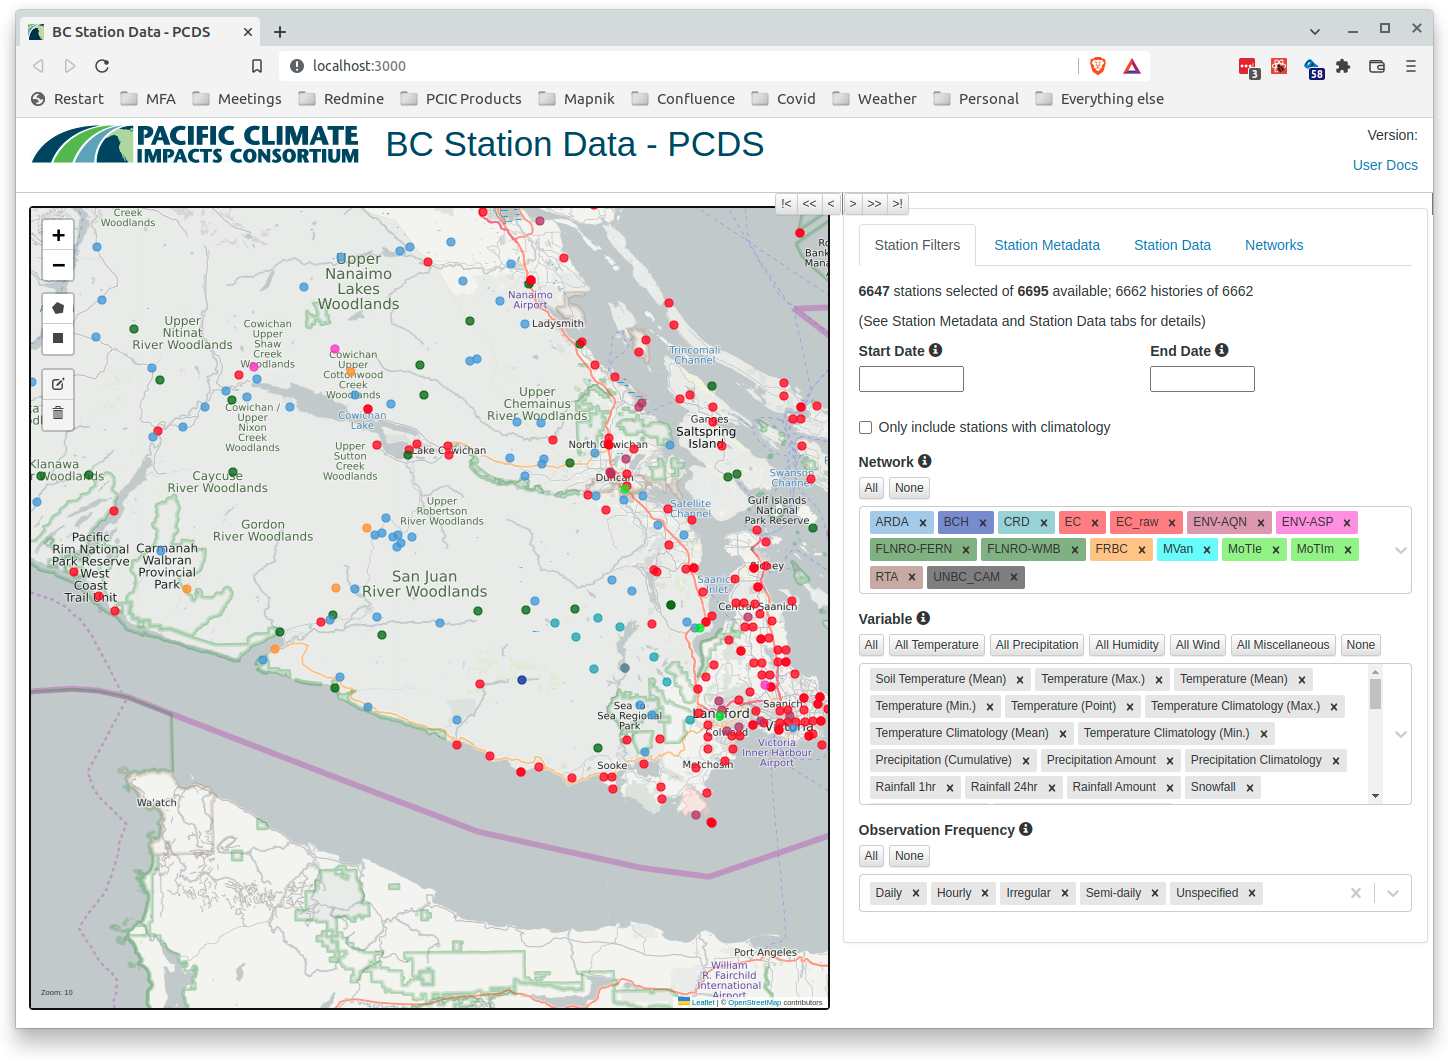 BC Station Data - PCDS
localhost:3000
3
58
Restart
MFA
Meetings
Redmine
PCIC Products
Mapnik
Confluence
Covid
Weather
Personal
Everything else
PACIFIC CLIMATE
IMPACTS CONSORTIUM
BC Station Data - PCDS
Version:
User Docs
!<
<<
<
>
>>
>!
+
−
Creek
Woodlands
Upper
Nanaimo
Lakes
Woodlands
Nanaimo
Airport
Ladysmith
Upper
Nitinat
River Woodlands
Cowichan
Upper
Shaw
Creek
Woodlands
Cowichan
Upper
Cottonwood
Creek
Woodlands
Trincomali
Channel
Upper
Chemainus
River Woodlands
Cowichan /
Upper
Nixon
Creek
Woodlands
Cowichan
Lake
Ganges
Saltspring
Island
Upper
Sutton
Creek
Woodlands
Lake Cowichan
North Cowichan
Duncan
Klanawa
River Woodlands
Caycuse
River Woodlands
Swanson
Channel
Satellite
Channel
Gulf Islands
National
Park Reserve
Upper
Robertson
River Woodlands
Gordon
River Woodlands
Pacific
Rim National
Park Reserve
West
Coast
Trail Unit
Carmanah
Walbran
Provincial
Park
San Juan
River Woodlands
Saanich
Inlet
Sidney
Central Saanich
Sea to
Sea Regional
Park
Langford
Colwood
Saanich
Victoria
Victoria
Inner Harbour
Airport
Sooke
Metchosin
Wa'atch
Port Angeles
William
R. Fairchild
International
Airport
Zoom: 10
Leaflet | © OpenStreetMap contributors
Station Filters
Station Metadata
Station Data
Networks
6647 stations selected of 6695 available; 6662 histories of 6662
(See Station Metadata and Station Data tabs for details)
Start Date
End Date
Only include stations with climatology
Network
All
None
ARDA × BCH × CRD × EC × EC_raw × ENV-AQN × ENV-ASP ×
FLNRO-FERN × FLNRO-WMB × FRBC × MVan × MoTIe × MoTIm ×
RTA × UNBC_CAM ×
Variable
All
All Temperature
All Precipitation
All Humidity
All Wind
All Miscellaneous
None
Soil Temperature (Mean) × Temperature (Max.) × Temperature (Mean) ×
Temperature (Min.) × Temperature (Point) × Temperature Climatology (Max.) ×
Temperature Climatology (Mean) × Temperature Climatology (Min.) ×
Precipitation (Cumulative) × Precipitation Amount × Precipitation Climatology ×
Rainfall 1hr × Rainfall 24hr × Rainfall Amount × Snowfall ×
Observation Frequency
All
None
Daily × Hourly × Irregular × Semi-daily × Unspecified ×